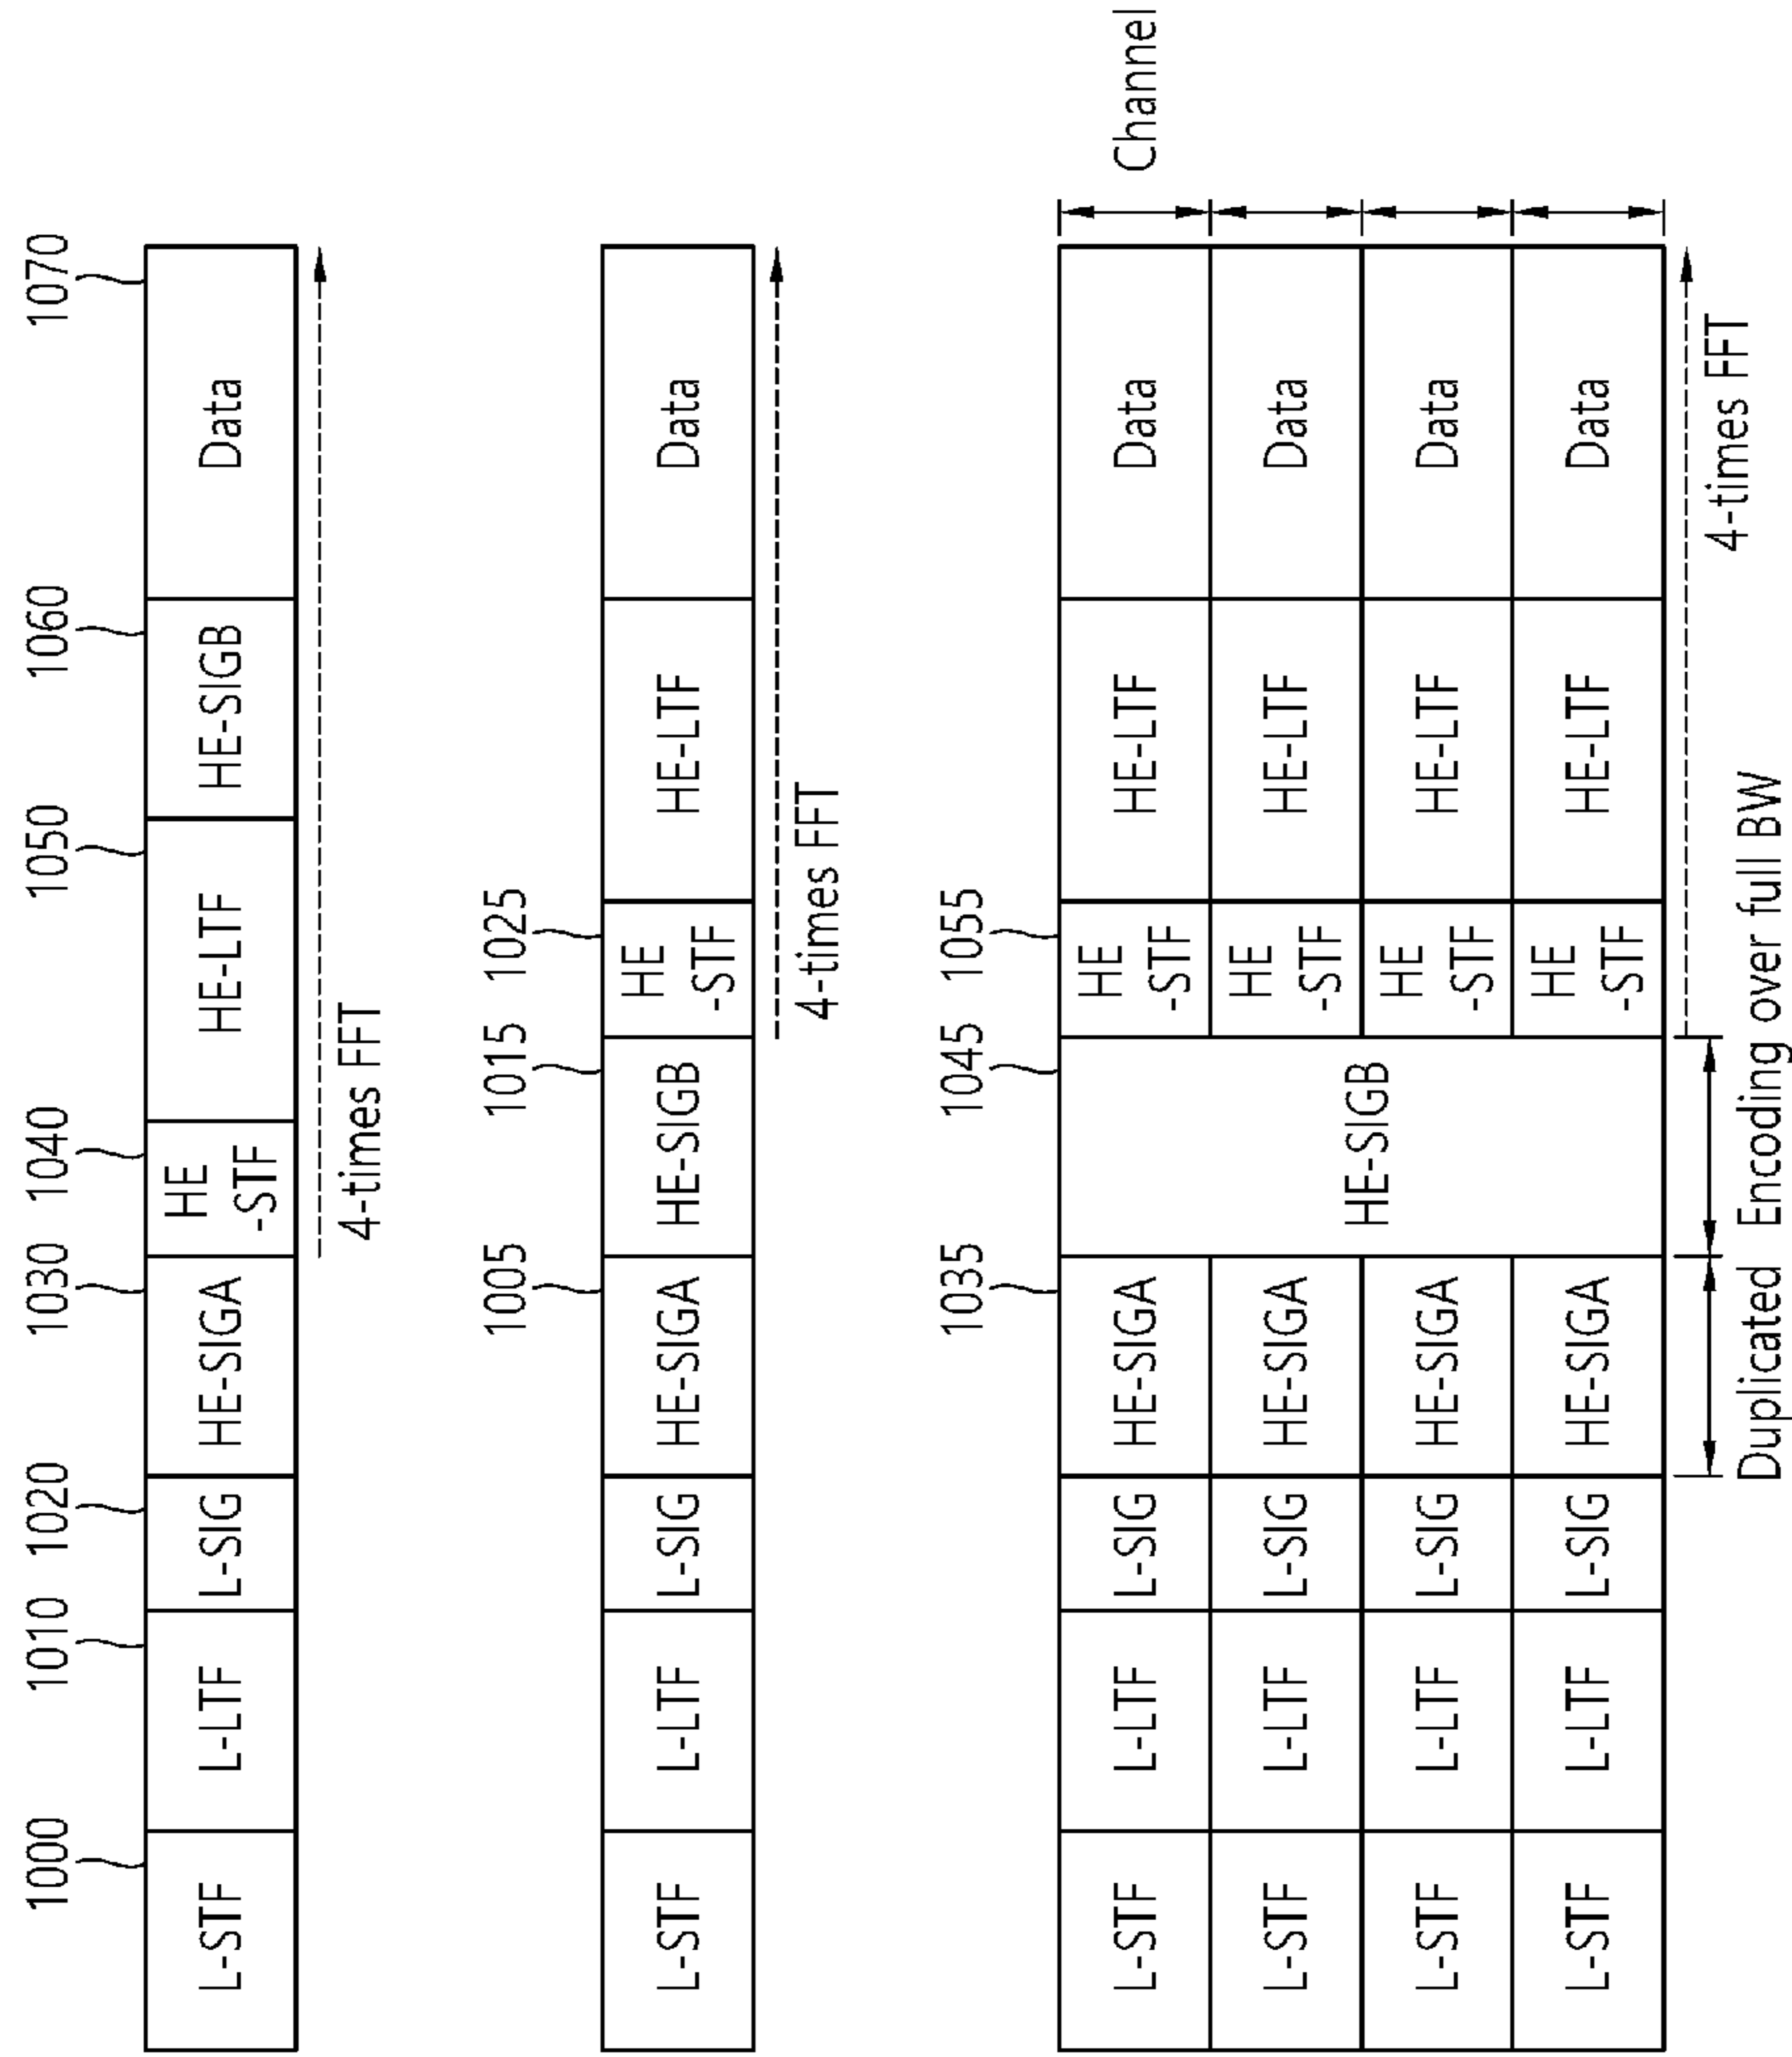 1000 1010 1020 1030 1040 1050 1060 1070
L-STF L-LTF L-SIG HE-SIGA HE -STF HE-LTF HE-SIGB Data
4-times FFT
1005 1015 1025
L-STF L-LTF L-SIG HE-SIGA HE-SIGB HE -STF HE-LTF Data
4-times FFT
1035 1045 1055
L-STF L-LTF L-SIG HE-SIGA HE -STF HE-LTF Data Channel
L-STF L-LTF L-SIG HE-SIGA HE -STF HE-LTF Data
HE-SIGB
L-STF L-LTF L-SIG HE-SIGA HE -STF HE-LTF Data
L-STF L-LTF L-SIG HE-SIGA HE -STF HE-LTF Data
4-times FFT
Duplicated Encoding over full BW